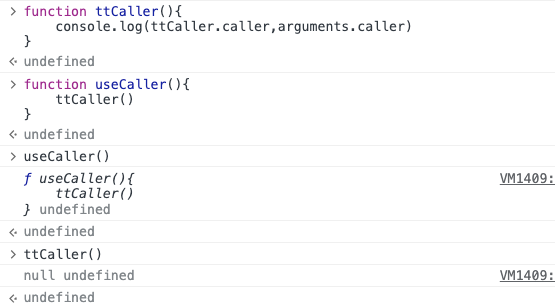 > function ttCaller(){
console.log(ttCaller.caller,arguments.caller)
}
<· undefined
> function useCaller(){
ttCaller()
}
<· undefined
> useCaller()
ƒ useCaller(){ VM1409:
ttCaller()
} undefined
<· undefined
> ttCaller()
null undefined VM1409:
<· undefined